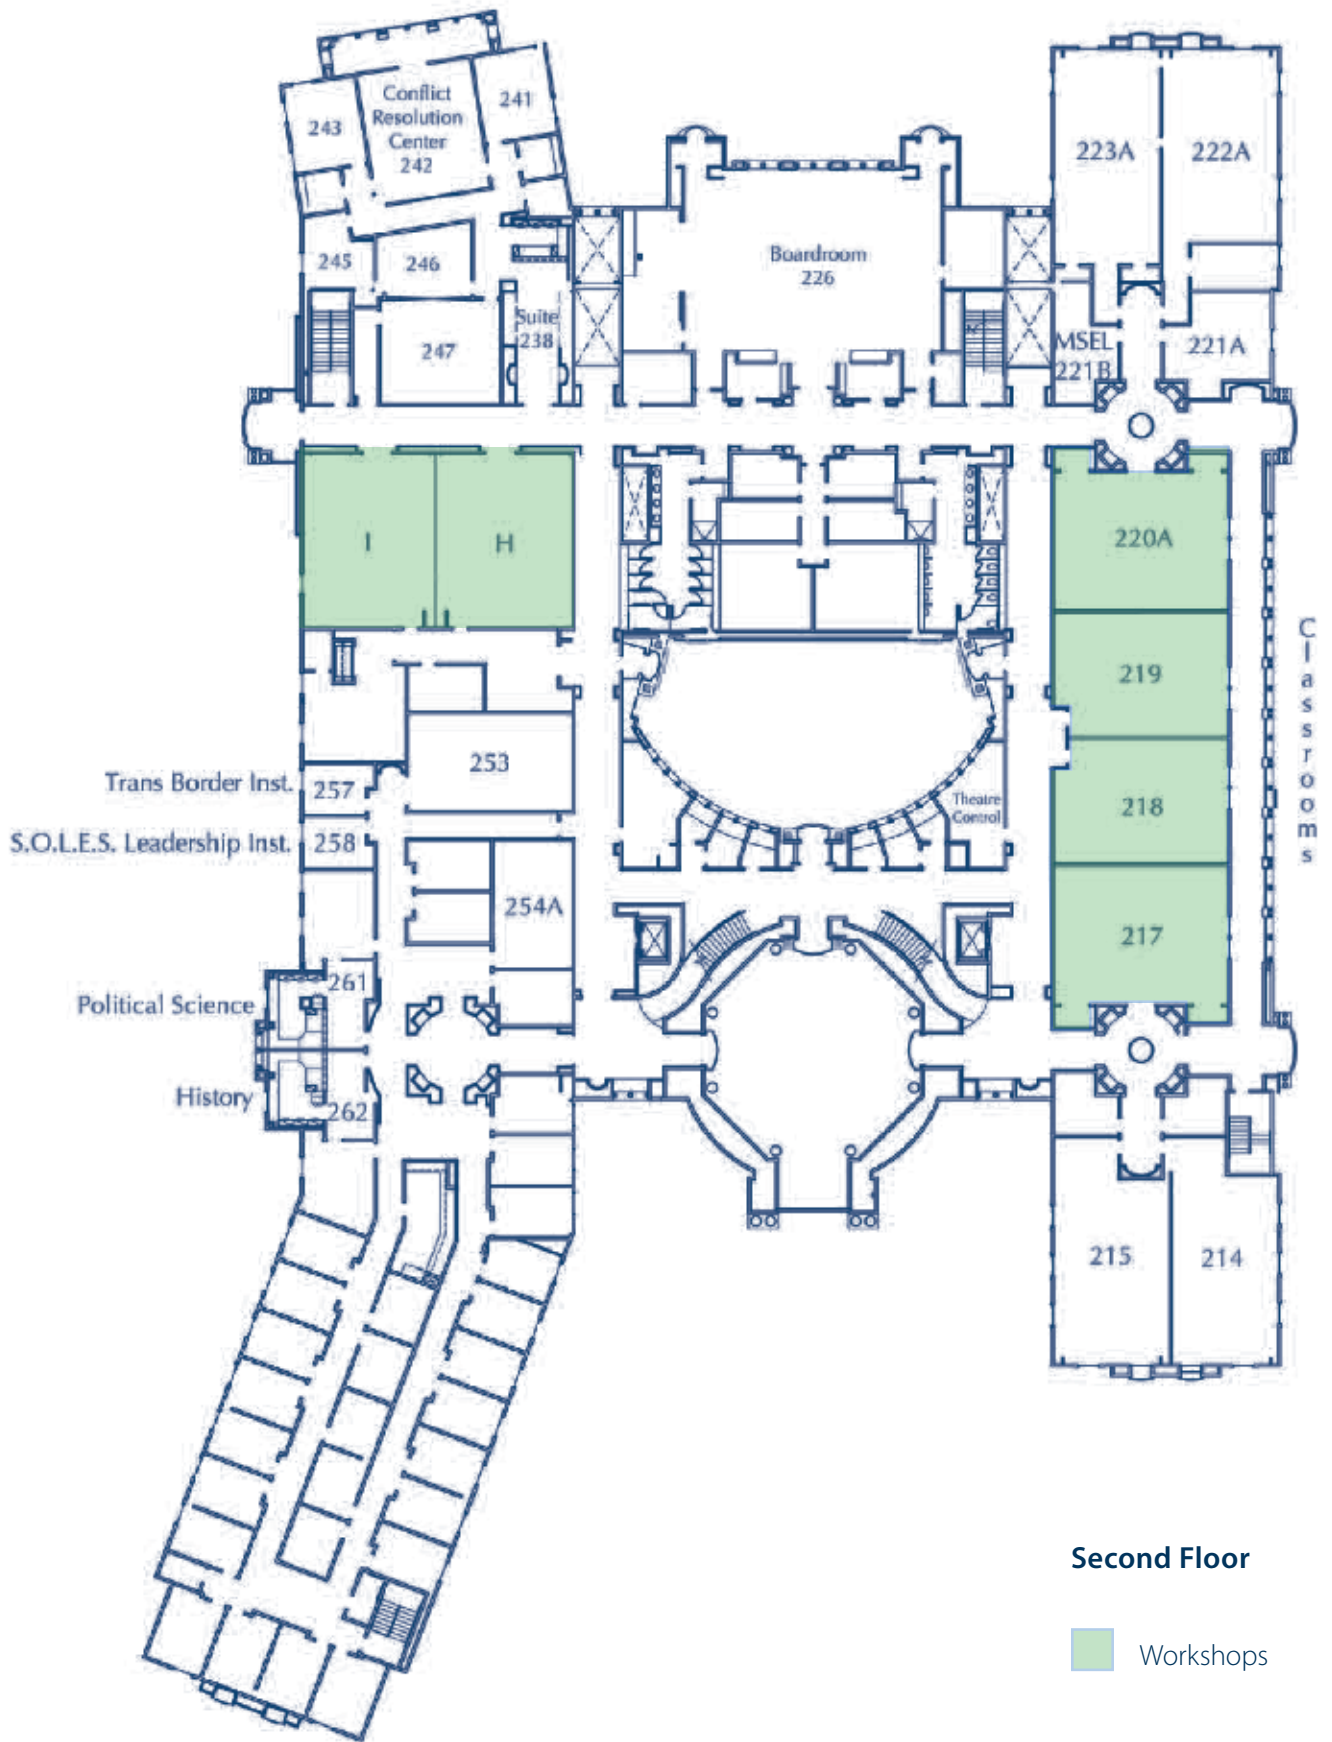 Conflict
Resolution
Center
242
241
243
223A
222A
245
246
Boardroom
226
Suite
238
247
MSEL
221B
221A
I
H
220A
219
Classrooms
253
Trans Border Inst.
257
218
Theatre
Control
S.O.L.E.S. Leadership Inst.
258
254A
217
261
Political Science
History
262
215
214
Second Floor
Workshops